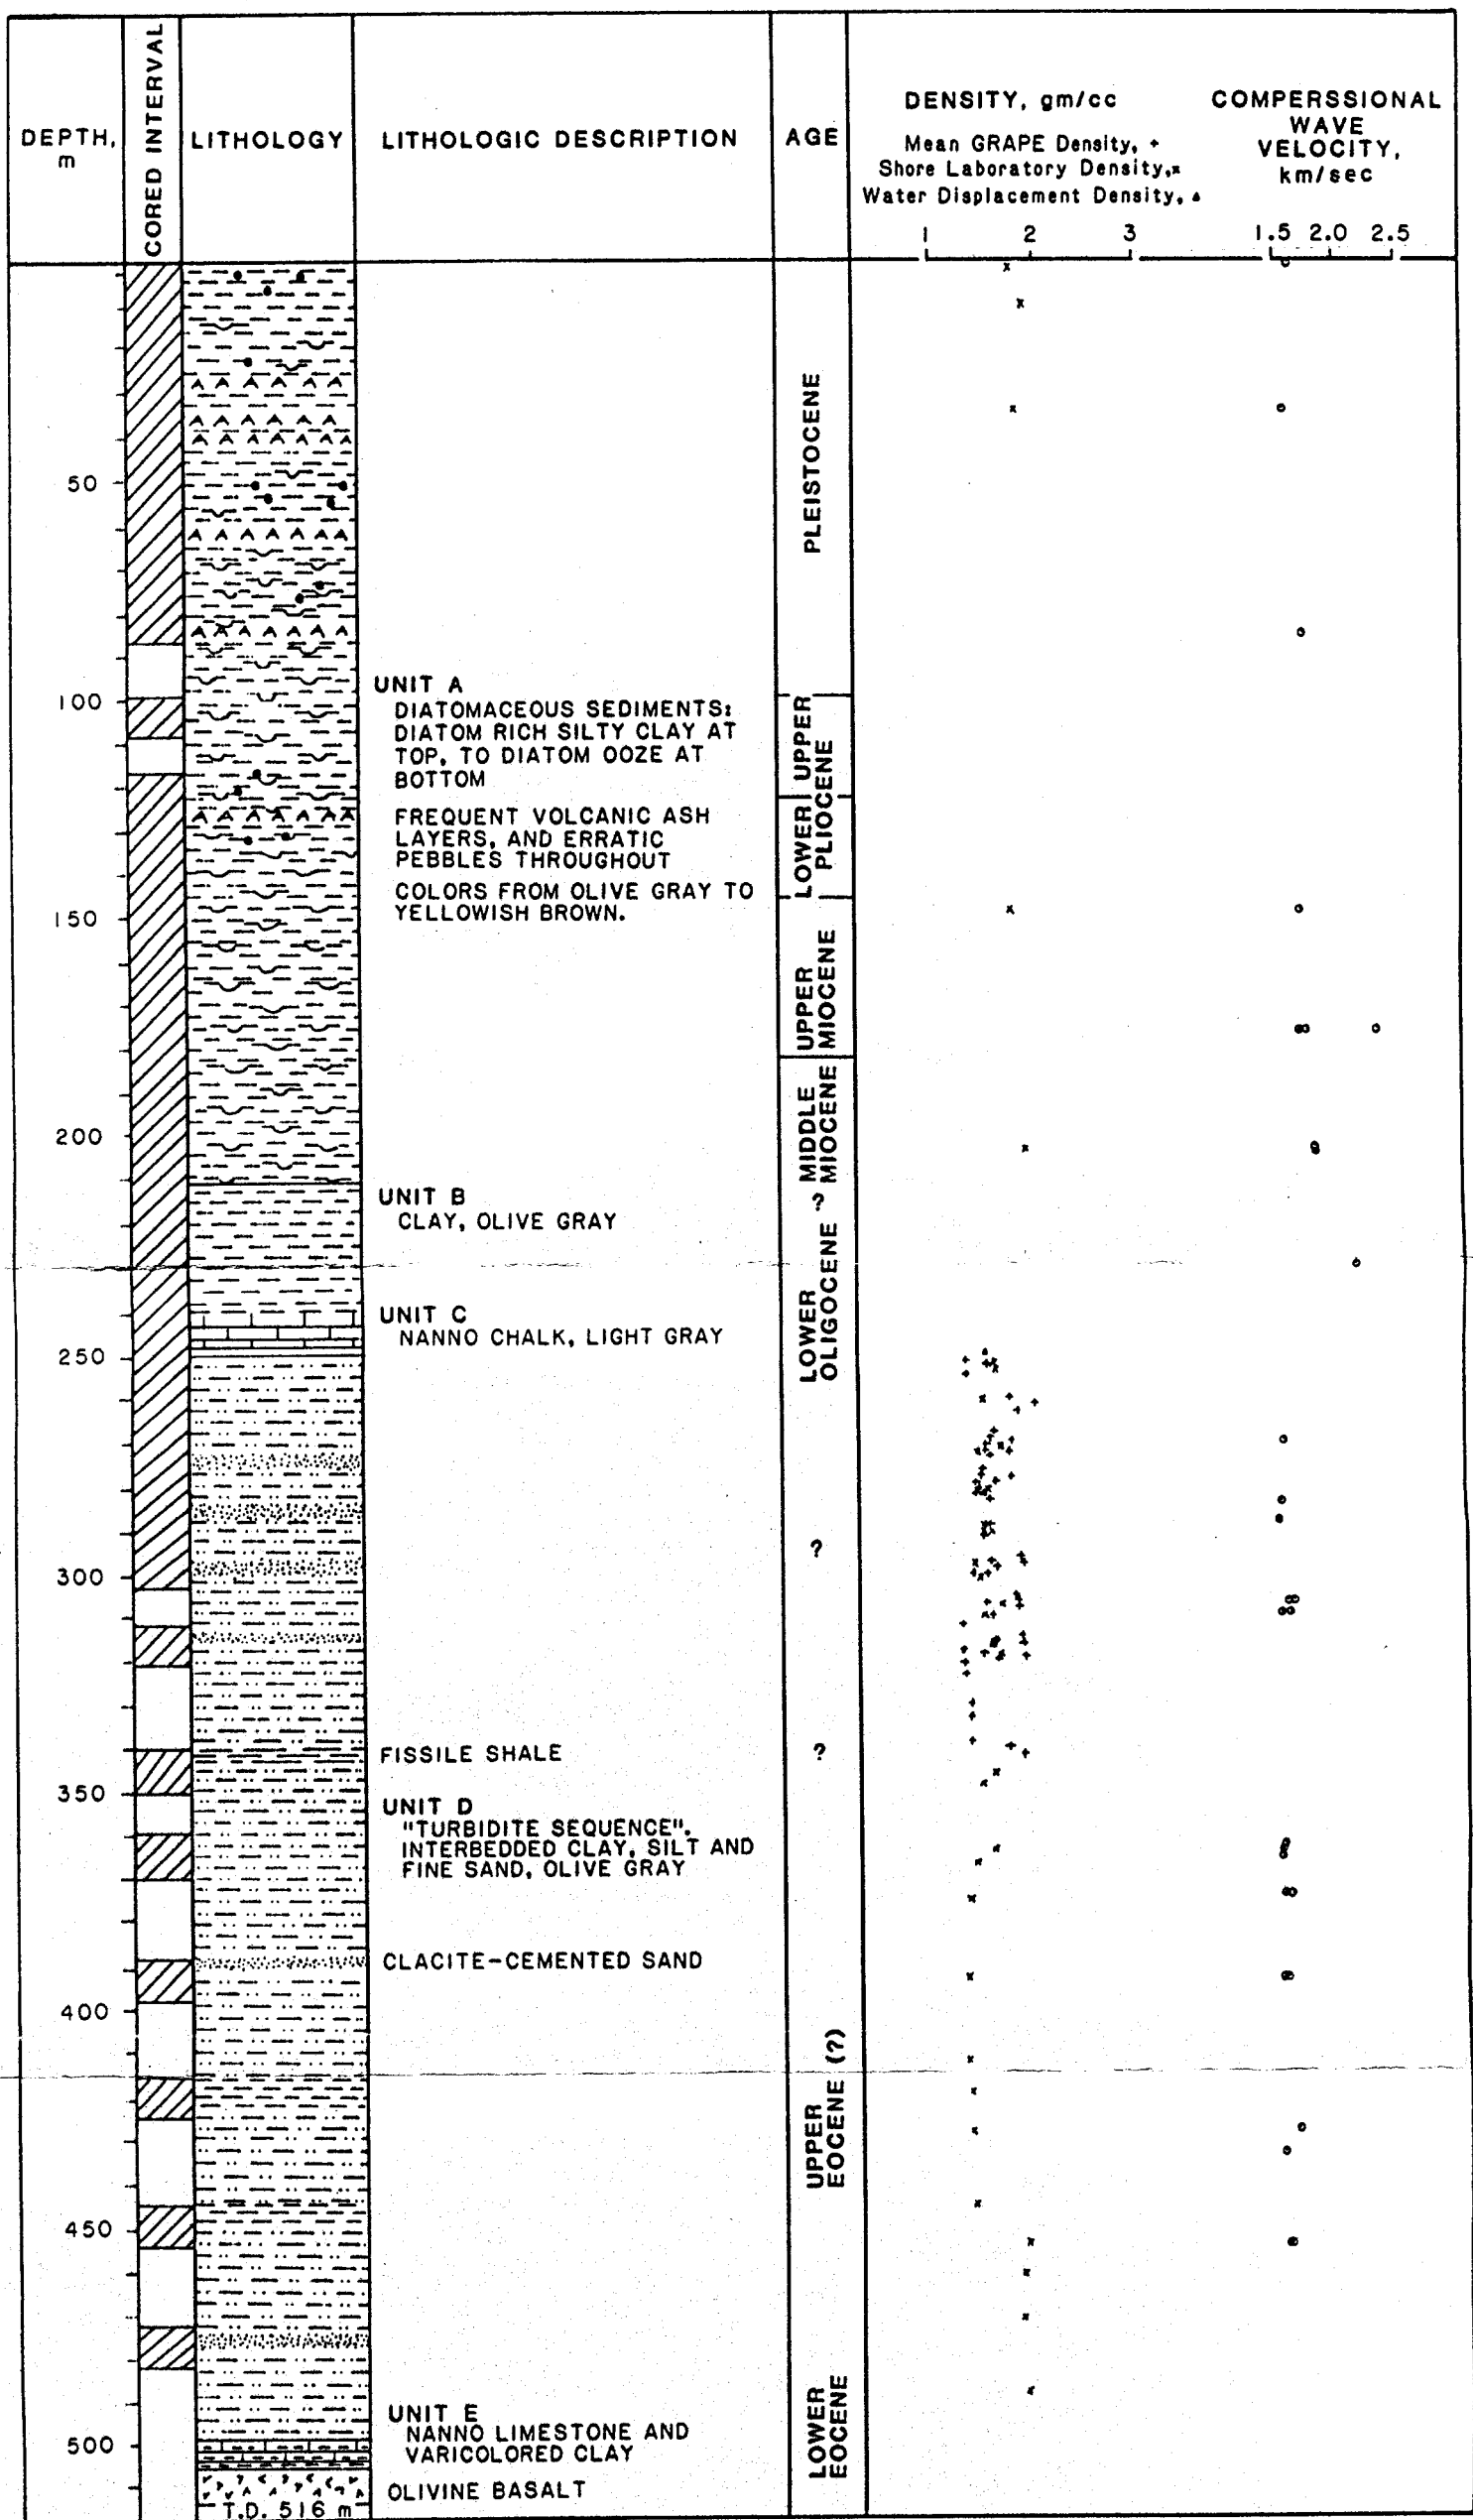 DEPTH,
m
CORED INTERVAL
LITHOLOGY
LITHOLOGIC DESCRIPTION
AGE
DENSITY, gm/cc
Mean GRAPE Density, +
Shore Laboratory Density,x
Water Displacement Density, ▲
1 2 3
COMPERSSIONAL
WAVE
VELOCITY,
km/sec
1.5 2.0 2.5
50
100
150
200
250
300
350
400
450
500
UNIT A
DIATOMACEOUS SEDIMENTS:
DIATOM RICH SILTY CLAY AT
TOP, TO DIATOM OOZE AT
BOTTOM
FREQUENT VOLCANIC ASH
LAYERS, AND ERRATIC
PEBBLES THROUGHOUT
COLORS FROM OLIVE GRAY TO
YELLOWISH BROWN.
UNIT B
CLAY, OLIVE GRAY
UNIT C
NANNO CHALK, LIGHT GRAY
FISSILE SHALE
UNIT D
"TURBIDITE SEQUENCE".
INTERBEDDED CLAY, SILT AND
FINE SAND, OLIVE GRAY
CLACITE-CEMENTED SAND
UNIT E
NANNO LIMESTONE AND
VARICOLORED CLAY
OLIVINE BASALT
T.D. 516 m
PLEISTOCENE
LOWER UPPER
PLIOCENE
UPPER
MIOCENE
MIDDLE
MIOCENE
?
LOWER
OLIGOCENE
?
?
UPPER
EOCENE (?)
LOWER
EOCENE